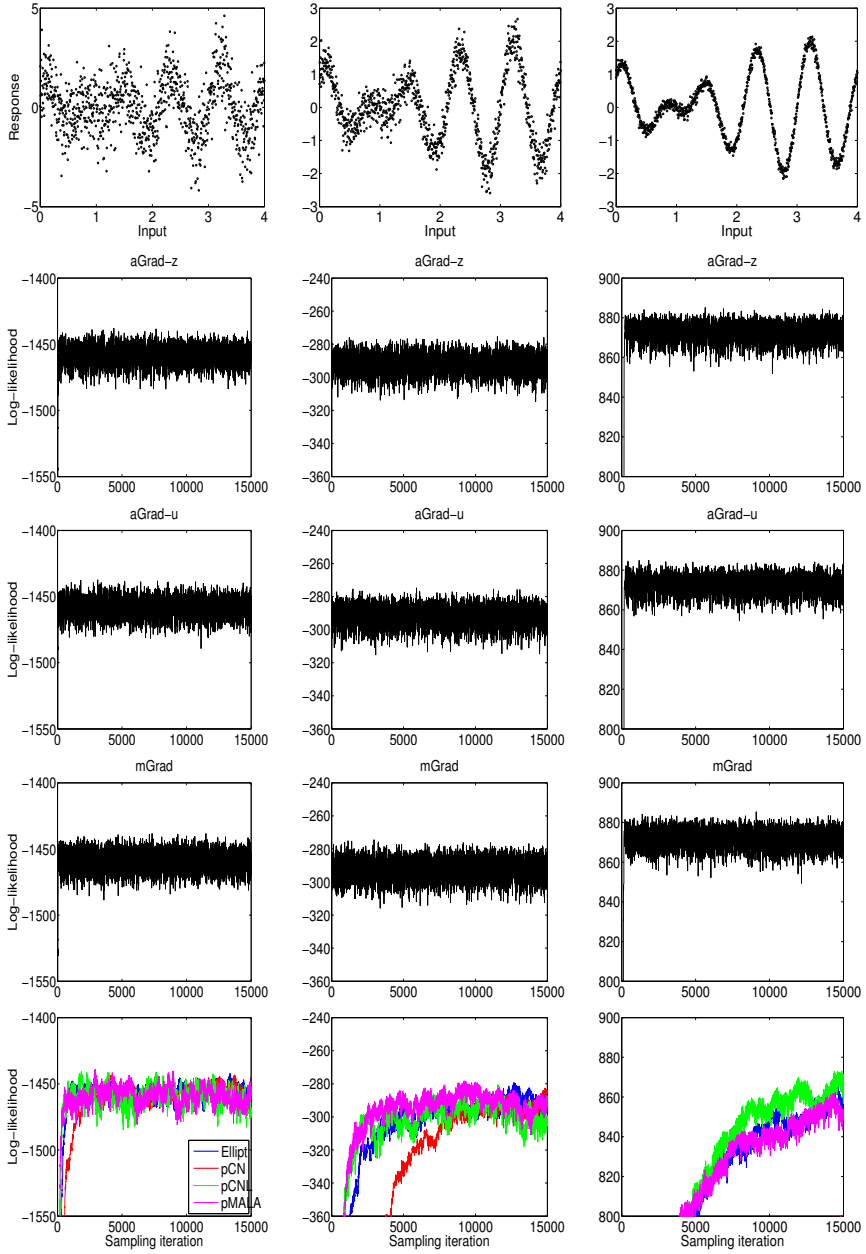 5 3 3
2 2
1 1
0 0 0
−1 −1
−2 −2
−5 −3 −3
Response
0 1 2 3 4 0 1 2 3 4 0 1 2 3 4
Input Input Input
aGrad−z aGrad−z aGrad−z
−1400 −240 900
−260 880
−1450 −280 860
−300
−1500 −320 840
−340 820
−1550 −360 800
Log−likelihood
0 5000 10000 15000 0 5000 10000 15000 0 5000 10000 15000
aGrad−u aGrad−u aGrad−u
−1400 −240 900
−260 880
−1450 −280 860
−300
−1500 −320 840
−340 820
−1550 −360 800
Log−likelihood
0 5000 10000 15000 0 5000 10000 15000 0 5000 10000 15000
mGrad mGrad mGrad
−1400 −240 900
−260 880
−1450 −280 860
−300
−1500 −320 840
−340 820
−1550 −360 800
Log−likelihood
0 5000 10000 15000 0 5000 10000 15000 0 5000 10000 15000
−1400 −240 900
−260 880
−1450 −280 860
−300
−1500 −320 840
−340 820
−1550 −360 800
Log−likelihood
Ellipt
pCN
pCNL
pMALA
0 5000 10000 15000 0 5000 10000 15000 0 5000 10000 15000
Sampling iteration Sampling iteration Sampling iteration